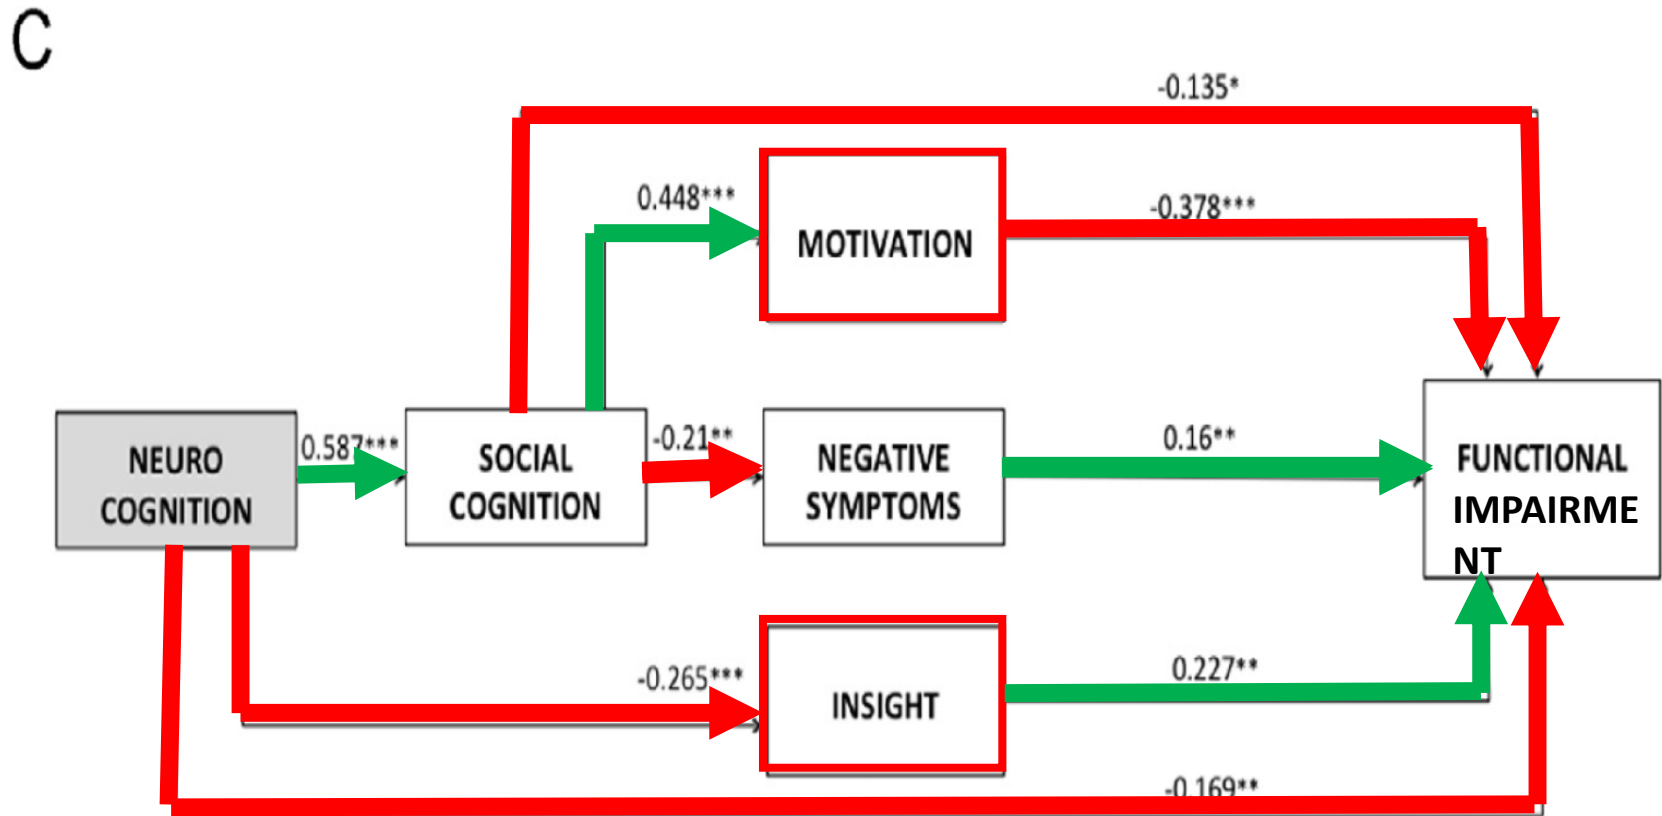 C
-0.135*
0.448***
-0.378***
MOTIVATION
NEURO
COGNITION
0.587***
SOCIAL
COGNITION
-0.21**
NEGATIVE
SYMPTOMS
0.16**
FUNCTIONAL
IMPAIRME
NT
-0.265***
INSIGHT
0.227**
-0.169**